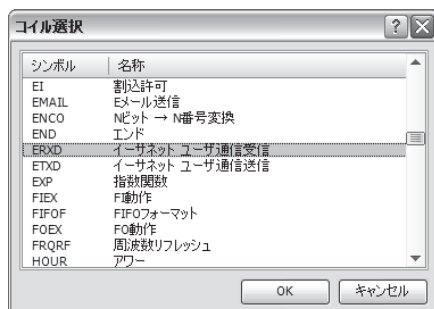 コイル選択
シンボル 名称
EI 割込許可
EMAIL Eメール送信
ENCO Nビット → N番号変換
END エンド
ERXD イーサネット ユーザ通信受信
ETXD イーサネット ユーザ通信送信
EXP 指数関数
FIEX FI動作
FIFOF FIFOフォーマット
FOEX FO動作
FRQRF 周波数リフレッシュ
HOUR アワー
OK キャンセル